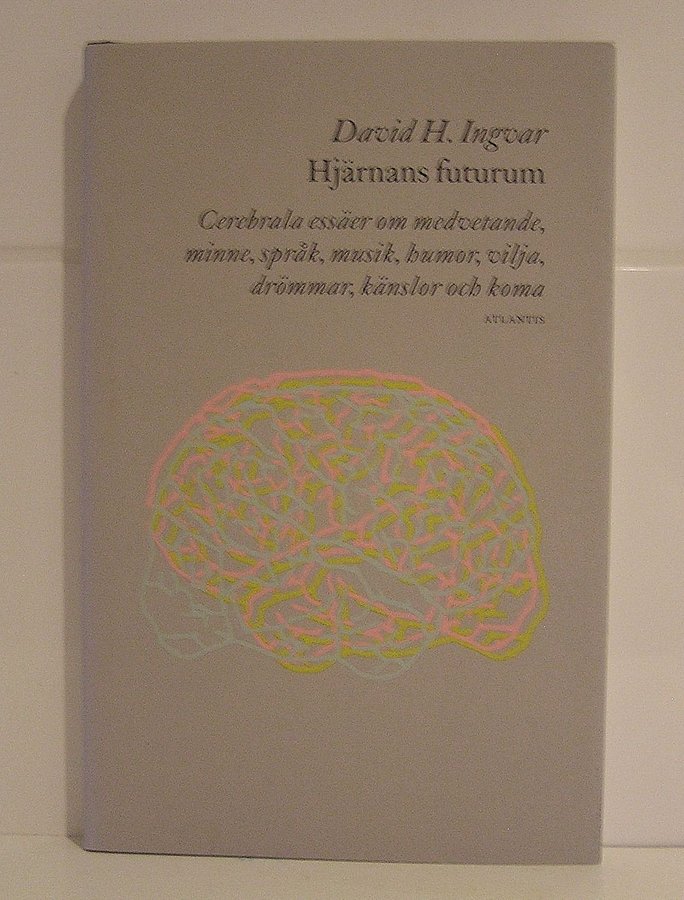 David H. Ingvar
Hjärnans futurum
Cerebrala essäer om medvetande,
minne, språk, musik, humor, vilja,
drömmar, känslor och koma
ATLANTIS